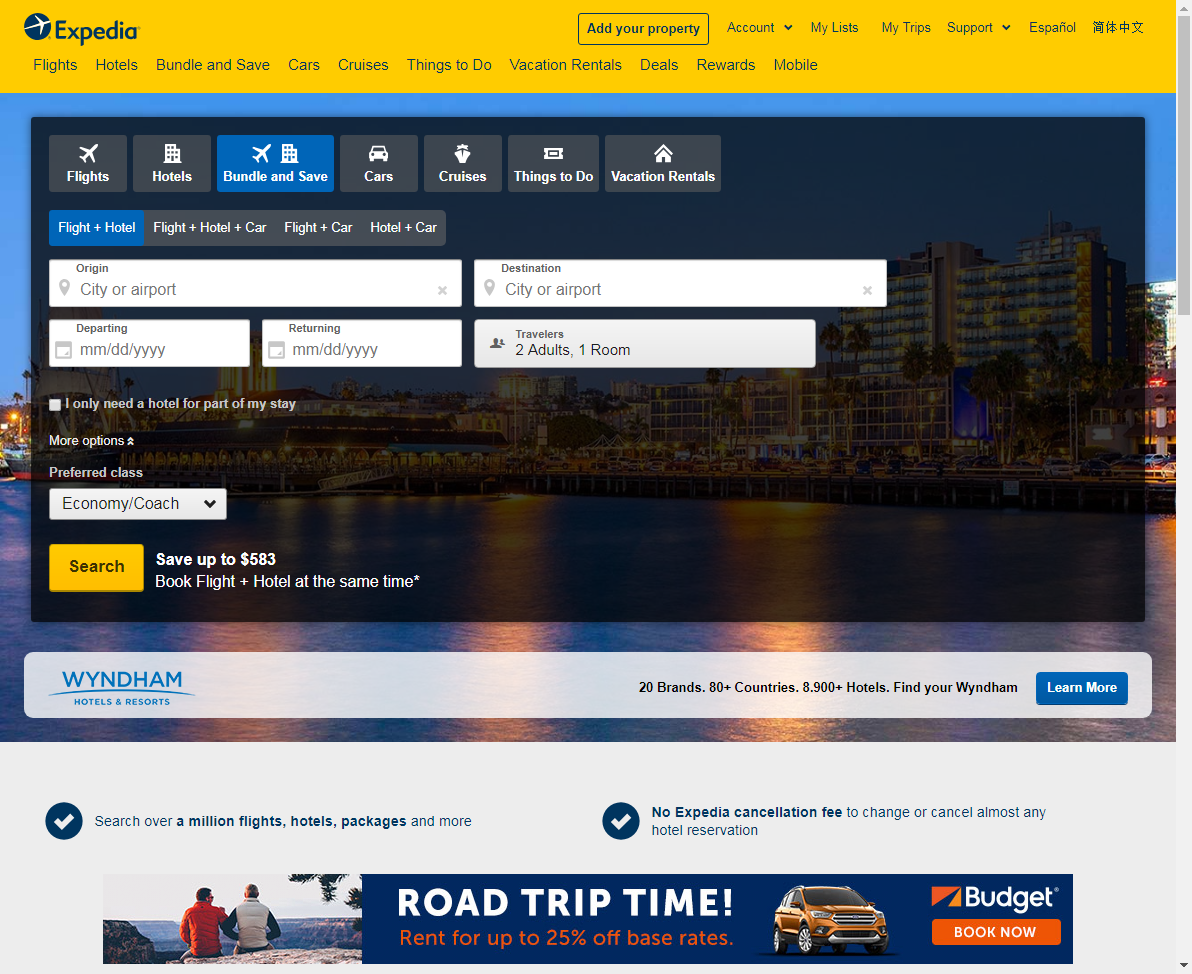 Expedia
Add your property
Account
My Lists
My Trips
Support
Español
简体中文
Flights
Hotels
Bundle and Save
Cars
Cruises
Things to Do
Vacation Rentals
Deals
Rewards
Mobile
Flights
Hotels
Bundle and Save
Cars
Cruises
Things to Do
Vacation Rentals
Flight + Hotel
Flight + Hotel + Car
Flight + Car
Hotel + Car
Origin
City or airport
Destination
City or airport
Departing
mm/dd/yyyy
Returning
mm/dd/yyyy
Travelers
2 Adults, 1 Room
I only need a hotel for part of my stay
More options
Preferred class
Economy/Coach
Search
Save up to $583
Book Flight + Hotel at the same time*
WYNDHAM
HOTELS & RESORTS
20 Brands. 80+ Countries. 8.900+ Hotels. Find your Wyndham
Learn More
Search over a million flights, hotels, packages and more
No Expedia cancellation fee to change or cancel almost any
hotel reservation
ROAD TRIP TIME!
Rent for up to 25% off base rates.
Budget®
BOOK NOW